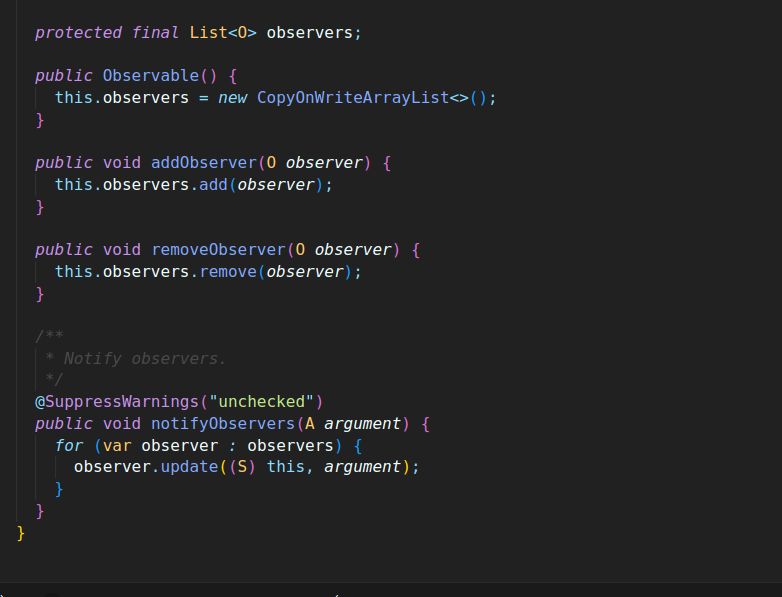 protected final List<O> observers;
public Observable() {
this.observers = new CopyOnWriteArrayList<>();
}
public void addObserver(O observer) {
this.observers.add(observer);
}
public void removeObserver(O observer) {
this.observers.remove(observer);
}
/**
* Notify observers.
*/
@SuppressWarnings("unchecked")
public void notifyObservers(A argument) {
for (var observer : observers) {
observer.update((S) this, argument);
}
}
}